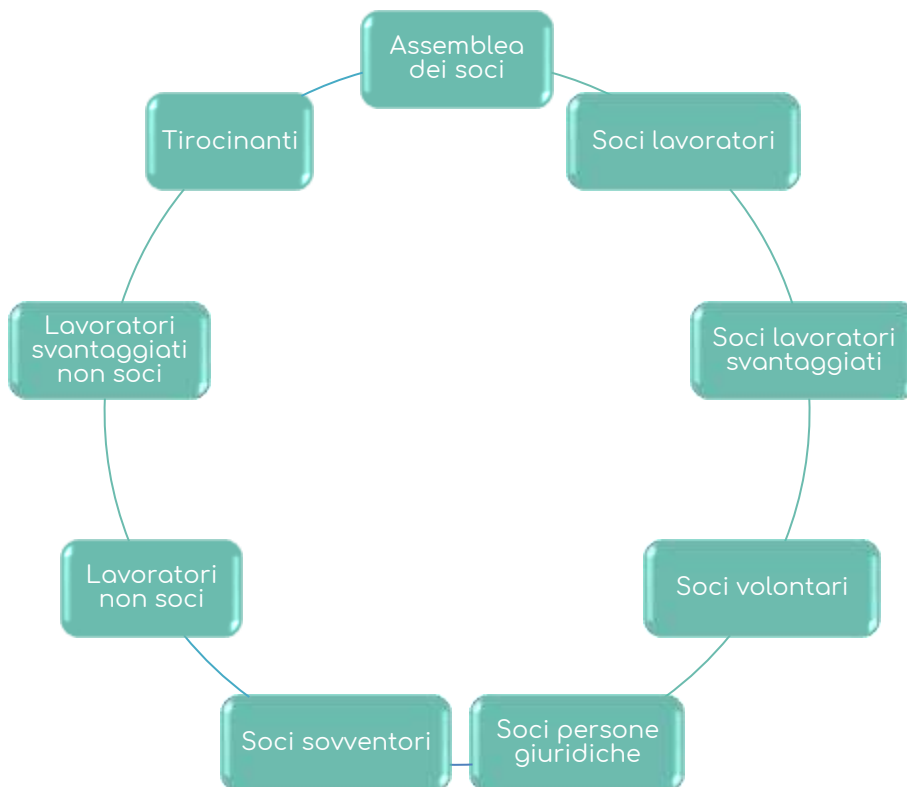 Assemblea
dei soci
Soci lavoratori
Soci lavoratori
svantaggiati
Soci volontari
Soci persone
giuridiche
Soci sovventori
Lavoratori
non soci
Lavoratori
svantaggiati
non soci
Tirocinanti